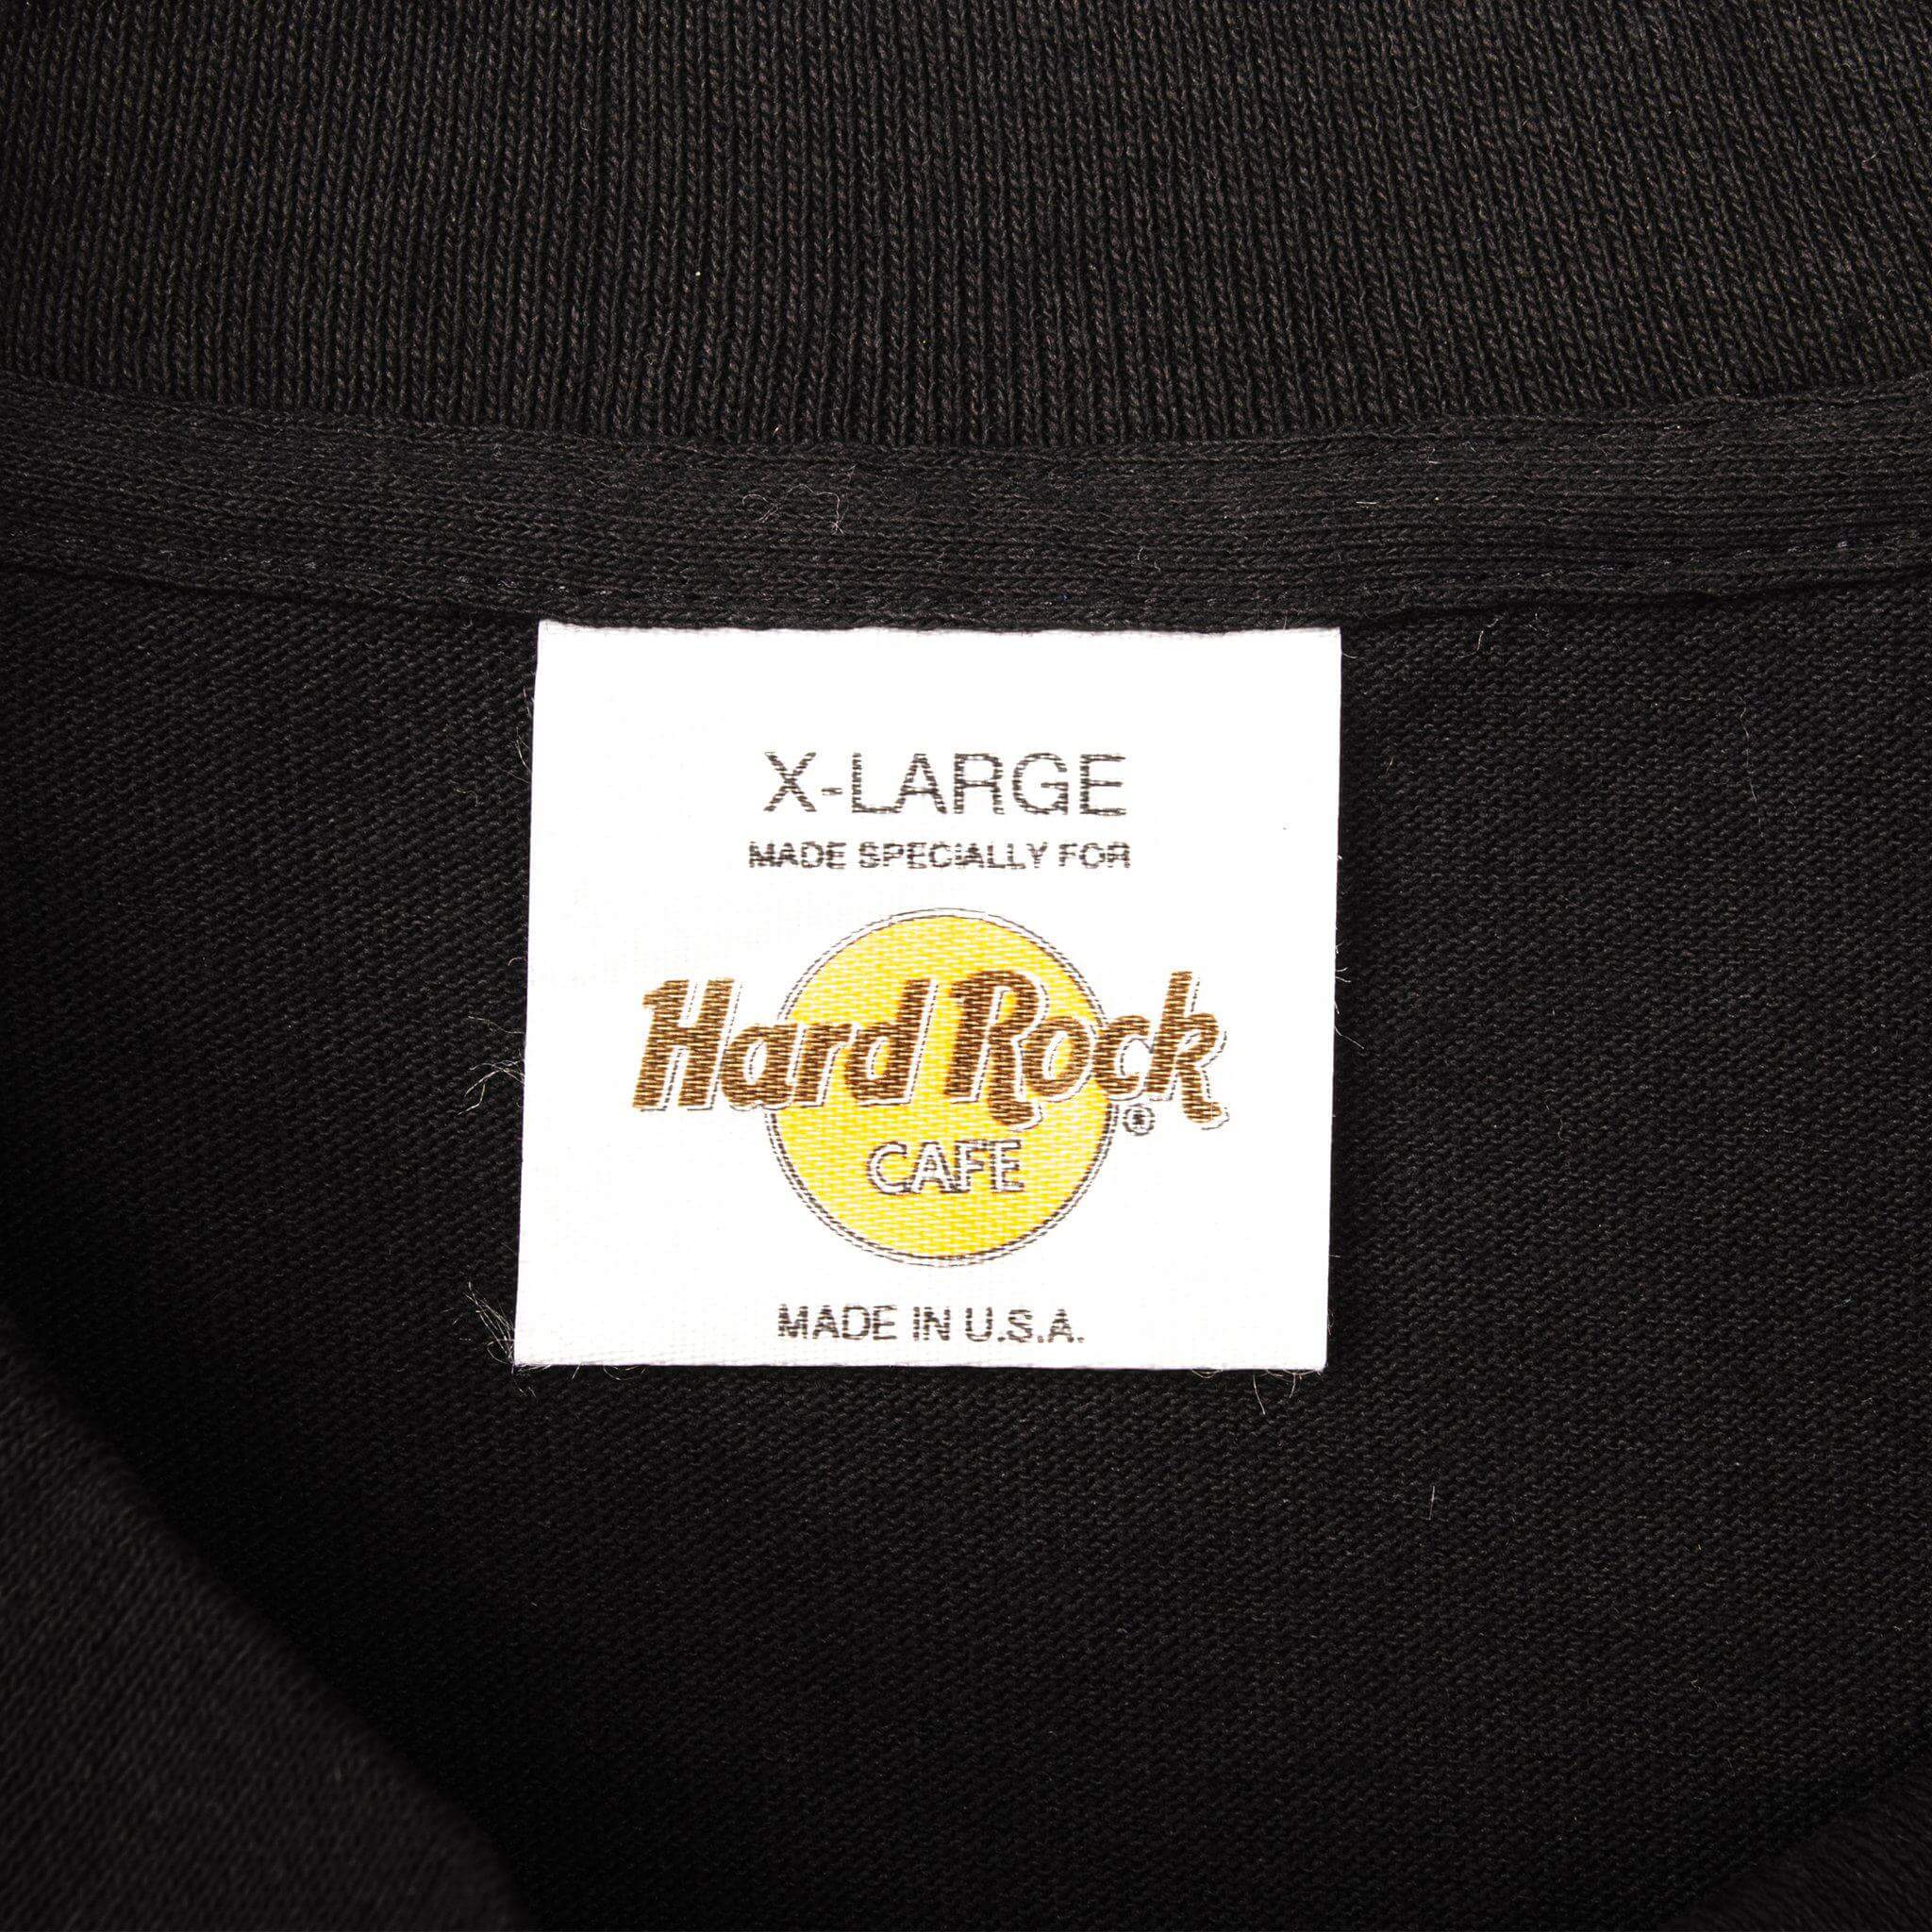 X-LARGE
MADE SPECIALLY FOR
Hard Rock ®
CAFE
MADE IN U.S.A.